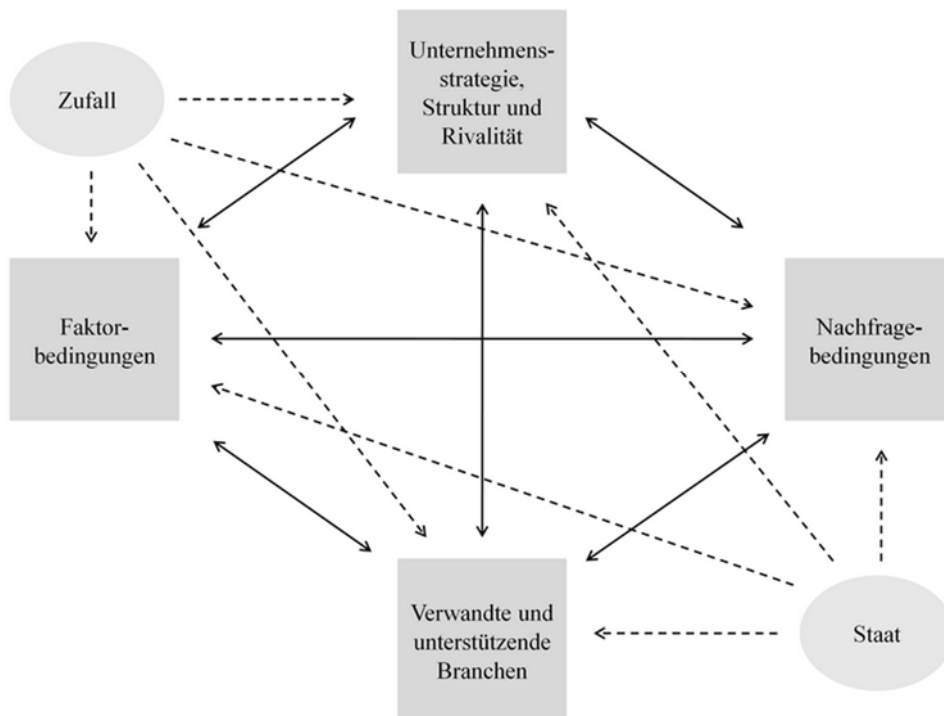 Unternehmens-
strategie,
Struktur und
Rivalität
Zufall
Faktor-
bedingungen
Nachfrage-
bedingungen
Verwandte und
unterstützende
Branchen
Staat